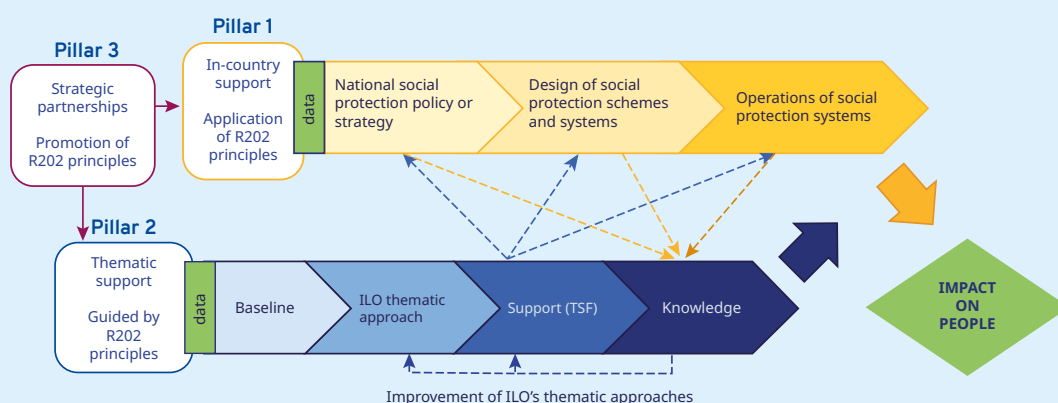 Pillar 3
Strategic
partnerships
Promotion of
R202 principles
Pillar 1
In-country
support
Application
of R202
principles
data
National social
protection policy or
strategy
Design of social
protection schemes
and systems
Operations of social
protection systems
Pillar 2
Thematic
support
Guided by
R202
principles
data
Baseline
ILO thematic
approach
Support (TSF)
Knowledge
IMPACT
ON
PEOPLE
Improvement of ILO's thematic approaches